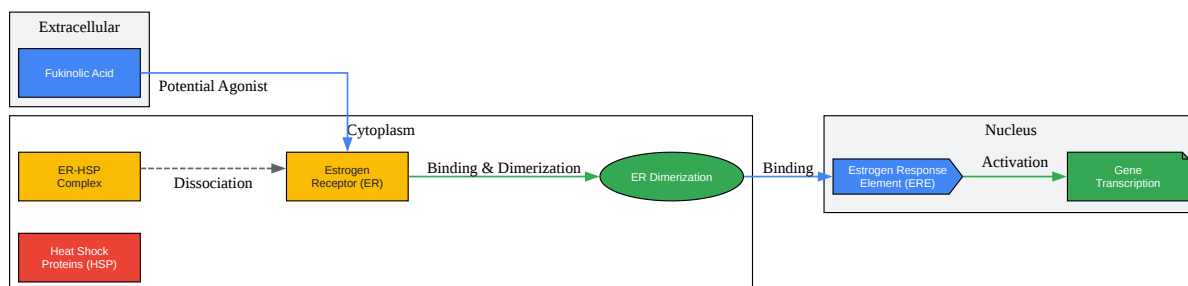 Extracellular
Fukinolic Acid
Potential Agonist
Cytoplasm
Nucleus
ER-HSP
Complex
Dissociation
Estrogen
Receptor (ER)
Binding & Dimerization
ER Dimerization
Binding
Estrogen Response
Element (ERE)
Activation
Gene
Transcription
Heat Shock
Proteins (HSP)